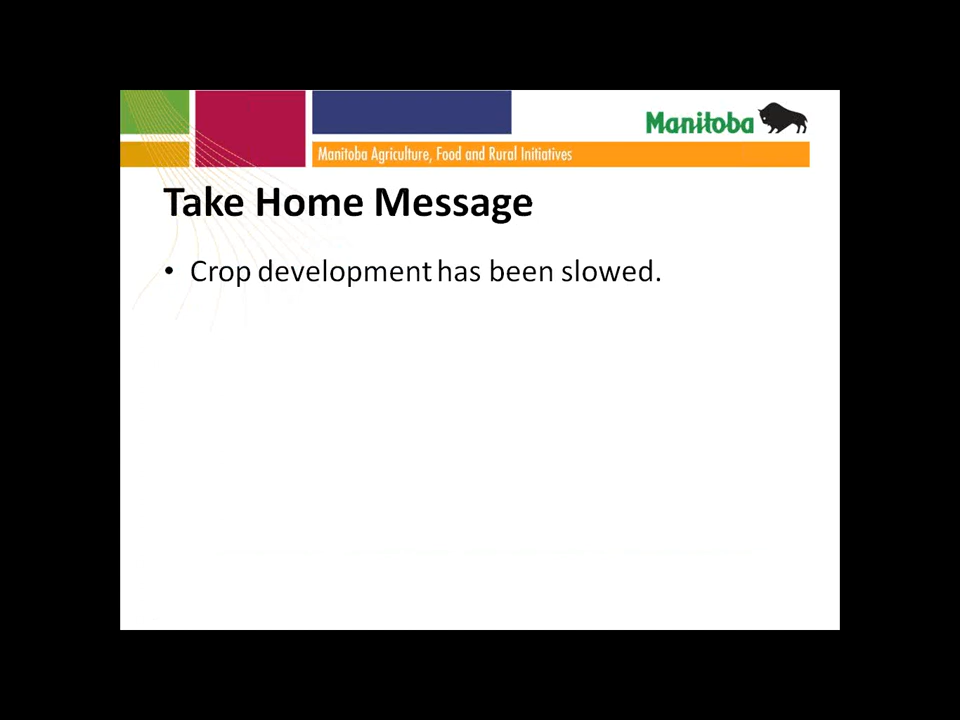 Manitoba
Manitoba Agriculture, Food and Rural Initiatives
Take Home Message
• Crop development has been slowed.